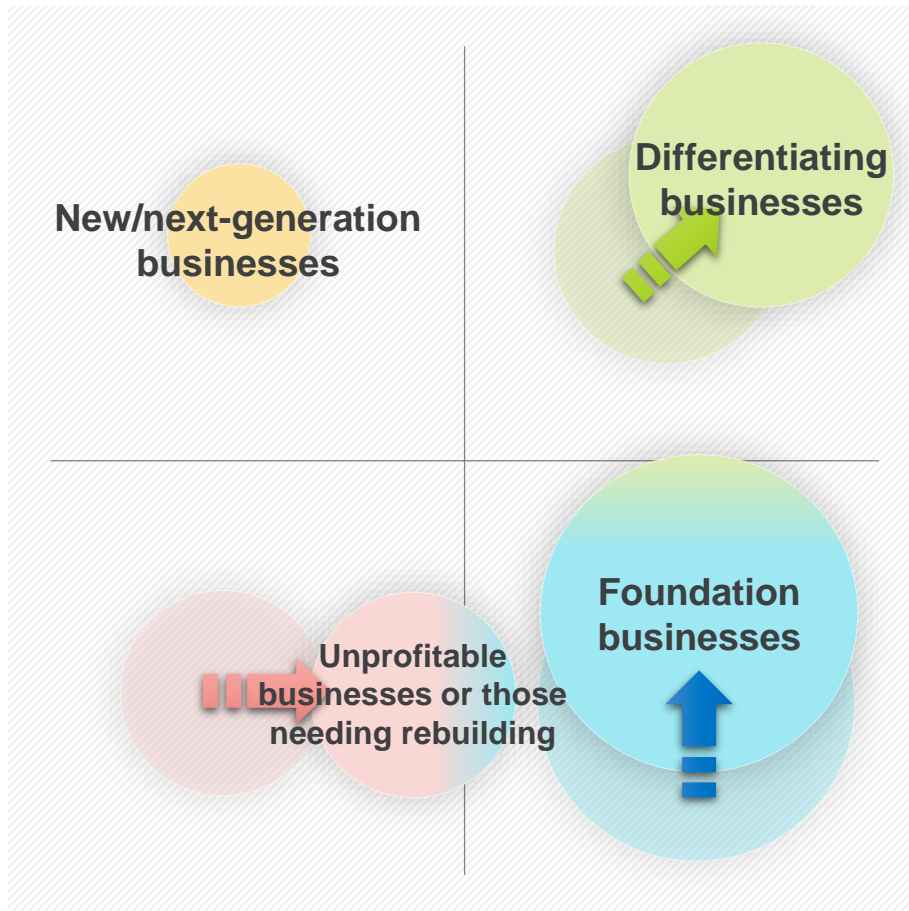 Differentiating
businesses
New/next-generation
businesses
Foundation
businesses
Unprofitable
businesses or those
needing rebuilding